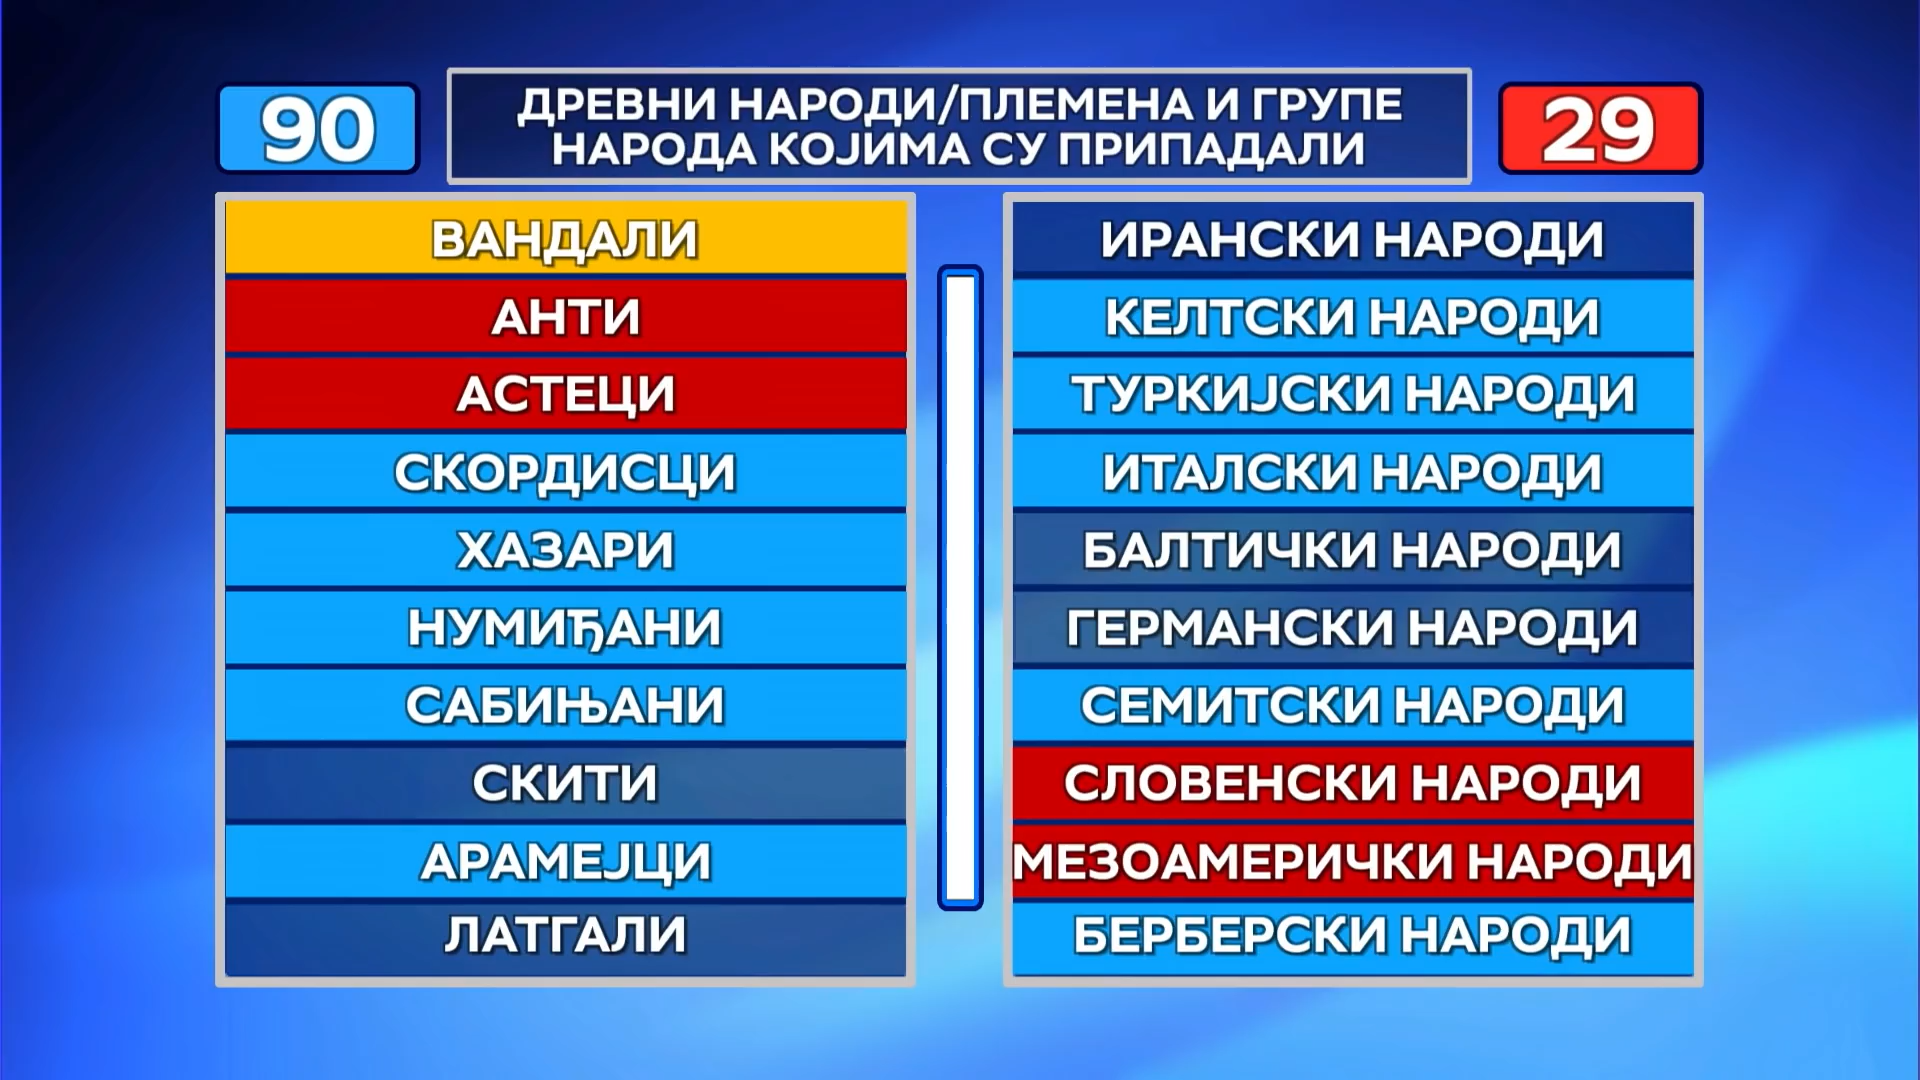 90
ДРЕВНИ НАРОДИ/ПЛЕМЕНА И ГРУПЕ
НАРОДА КОЈИМА СУ ПРИПАДАЛИ
29
ВАНДАЛИ
АНТИ
АСТЕЦИ
СКОРДИСЦИ
ХАЗАРИ
НУМИЂАНИ
САБИЊАНИ
СКИТИ
АРАМЕЈЦИ
ЛАТГАЛИ
ИРАНСКИ НАРОДИ
КЕЛТСКИ НАРОДИ
ТУРКИЈСКИ НАРОДИ
ИТАЛСКИ НАРОДИ
БАЛТИЧКИ НАРОДИ
ГЕРМАНСКИ НАРОДИ
СЕМИТСКИ НАРОДИ
СЛОВЕНСКИ НАРОДИ
МЕЗОАМЕРИЧКИ НАРОДИ
БЕРБЕРСКИ НАРОДИ